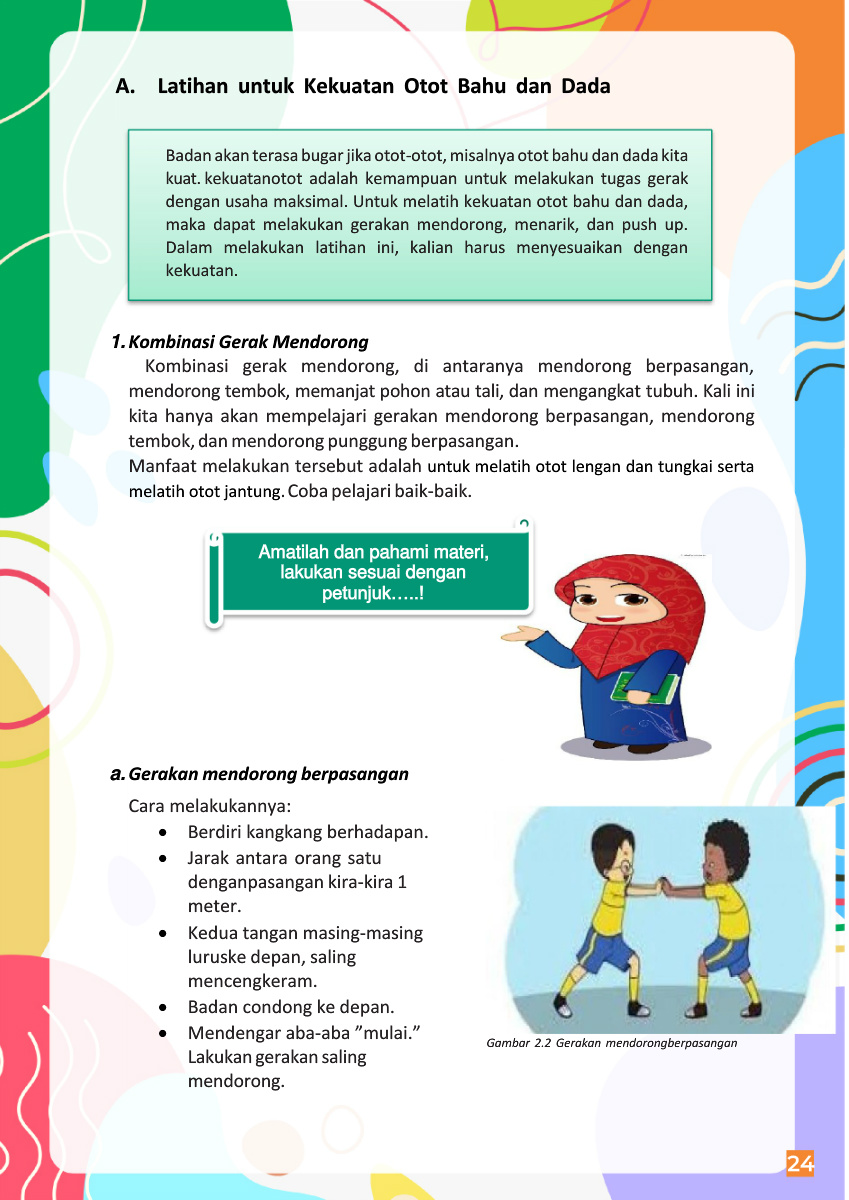 A. Latihan untuk Kekuatan Otot Bahu dan Dada
Badan akan terasa bugar jika otot-otot, misalnya otot bahu dan dada kita
kuat. kekuatanotot adalah kemampuan untuk melakukan tugas gerak
dengan usaha maksimal. Untuk melatih kekuatan otot bahu dan dada,
maka dapat melakukan gerakan mendorong, menarik, dan push up.
Dalam melakukan latihan ini, kalian harus menyesuaikan dengan
kekuatan.
1. Kombinasi Gerak Mendorong
Kombinasi gerak mendorong, di antaranya mendorong berpasangan,
mendorong tembok, memanjat pohon atau tali, dan mengangkat tubuh. Kali ini
kita hanya akan mempelajari gerakan mendorong berpasangan, mendorong
tembok, dan mendorong punggung berpasangan.
Manfaat melakukan tersebut adalah untuk melatih otot lengan dan tungkai serta
melatih otot jantung. Coba pelajari baik-baik.
Amatilah dan pahami materi,
lakukan sesuai dengan
petunjuk.....!
a. Gerakan mendorong berpasangan
Cara melakukannya:
• Berdiri kangkang berhadapan.
• Jarak antara orang satu
denganpasangan kira-kira 1
meter.
• Kedua tangan masing-masing
luruske depan, saling
mencengkeram.
• Badan condong ke depan.
• Mendengar aba-aba ”mulai.”
Lakukan gerakan saling
mendorong.
Gambar 2.2 Gerakan mendorongberpasangan
24